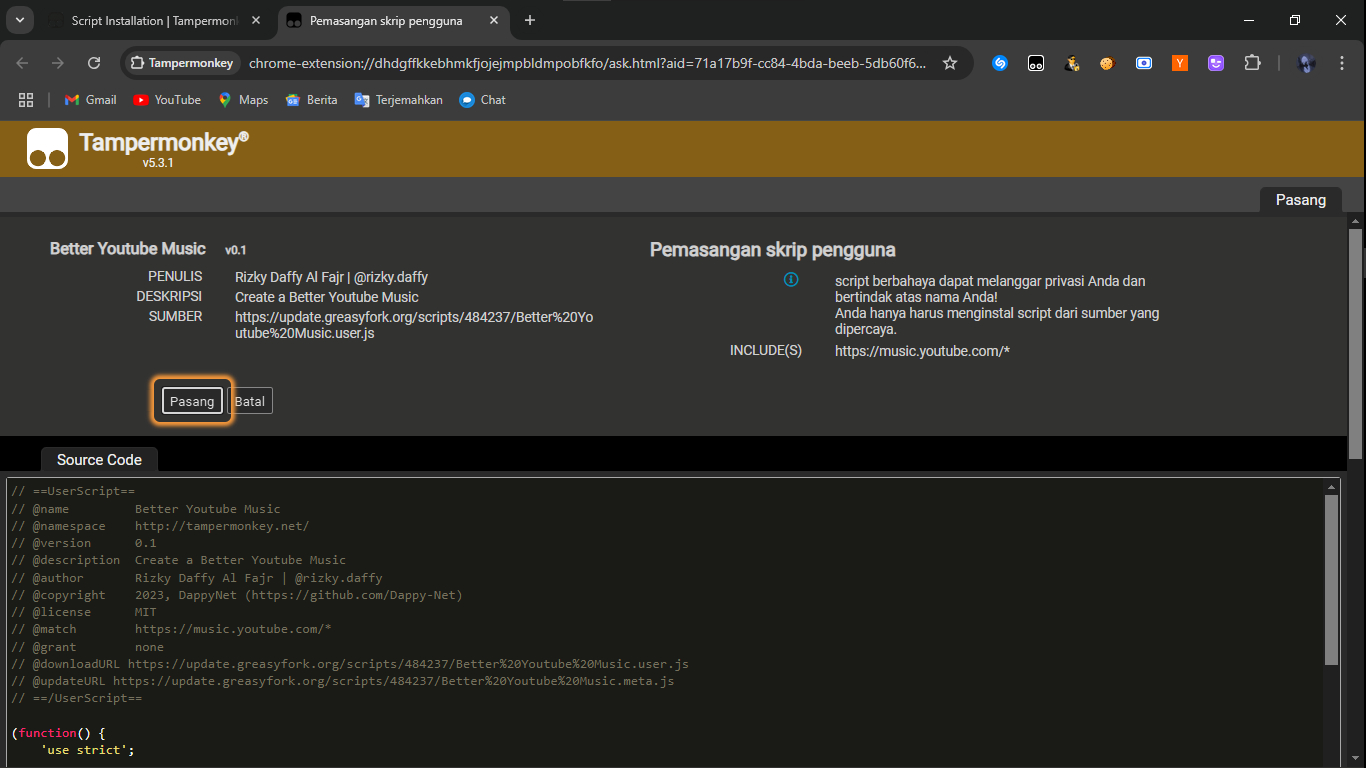 Script Installation | Tampermon
Pemasangan skrip pengguna
Tampermonkey
chrome-extension://dhdgffkkebhmkfjojejmpbldmpobfkfo/ask.html?aid=71a17b9f-cc84-4bda-beeb-5db60f6...
Gmail
YouTube
Maps
Berita
Terjemahkan
Chat
Tampermonkey®
v5.3.1
Pasang
Better Youtube Music v0.1
PENULIS Rizky Daffy Al Fajr | @rizky.daffy
DESKRIPSI Create a Better Youtube Music
SUMBER https://update.greasyfork.org/scripts/484237/Better%20Yo
utube%20Music.user.js
Pemasangan skrip pengguna
script berbahaya dapat melanggar privasi Anda dan
bertindak atas nama Anda!
Anda hanya harus menginstal script dari sumber yang
dipercaya.
INCLUDE(S) https://music.youtube.com/*
Pasang
Batal
Source Code
// ==UserScript==
// @name Better Youtube Music
// @namespace http://tampermonkey.net/
// @version 0.1
// @description Create a Better Youtube Music
// @author Rizky Daffy Al Fajr | @rizky.daffy
// @copyright 2023, DappyNet (https://github.com/Dappy-Net)
// @license MIT
// @match https://music.youtube.com/*
// @grant none
// @downloadURL https://update.greasyfork.org/scripts/484237/Better%20Youtube%20Music.user.js
// @updateURL https://update.greasyfork.org/scripts/484237/Better%20Youtube%20Music.meta.js
// ==/UserScript==
(function() {
'use strict';